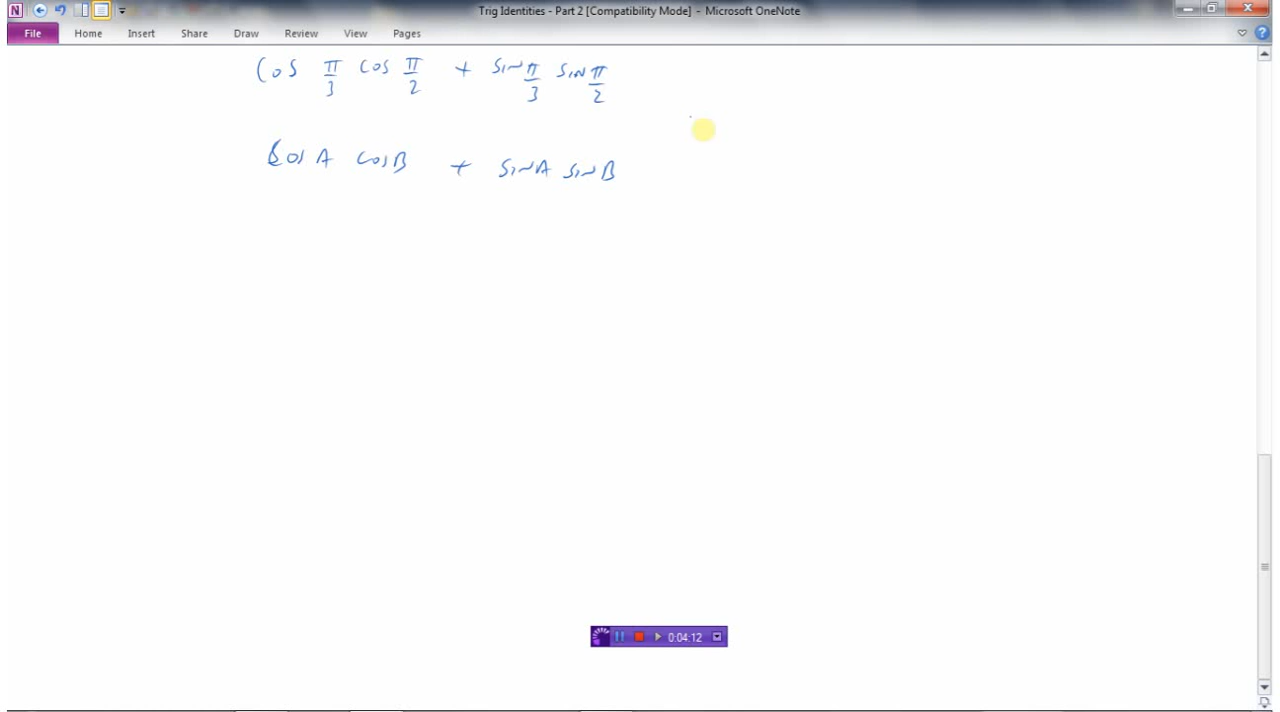 Trig Identities - Part 2 [Compatibility Mode] - Microsoft OneNote
File Home Insert Share Draw Review View Pages
Cos π/3 cos π/2 + sin π/3 sin π/2
Cos A cos B + sin A sin B
0:04:12